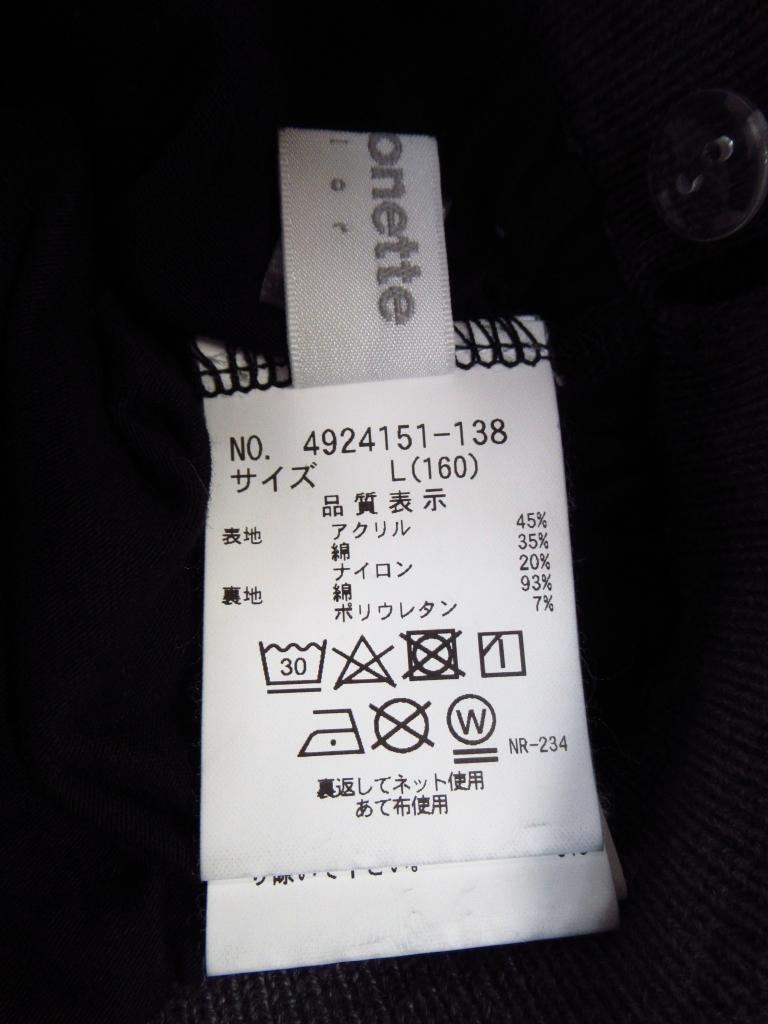 onette
lor
NO. 4924151-138
サイズ L(160)
品質表示
表地 アクリル 45%
綿 35%
ナイロン 20%
裏地 綿 93%
ポリウレタン 7%
30
W NR-234
裏返してネット使用
あて布使用